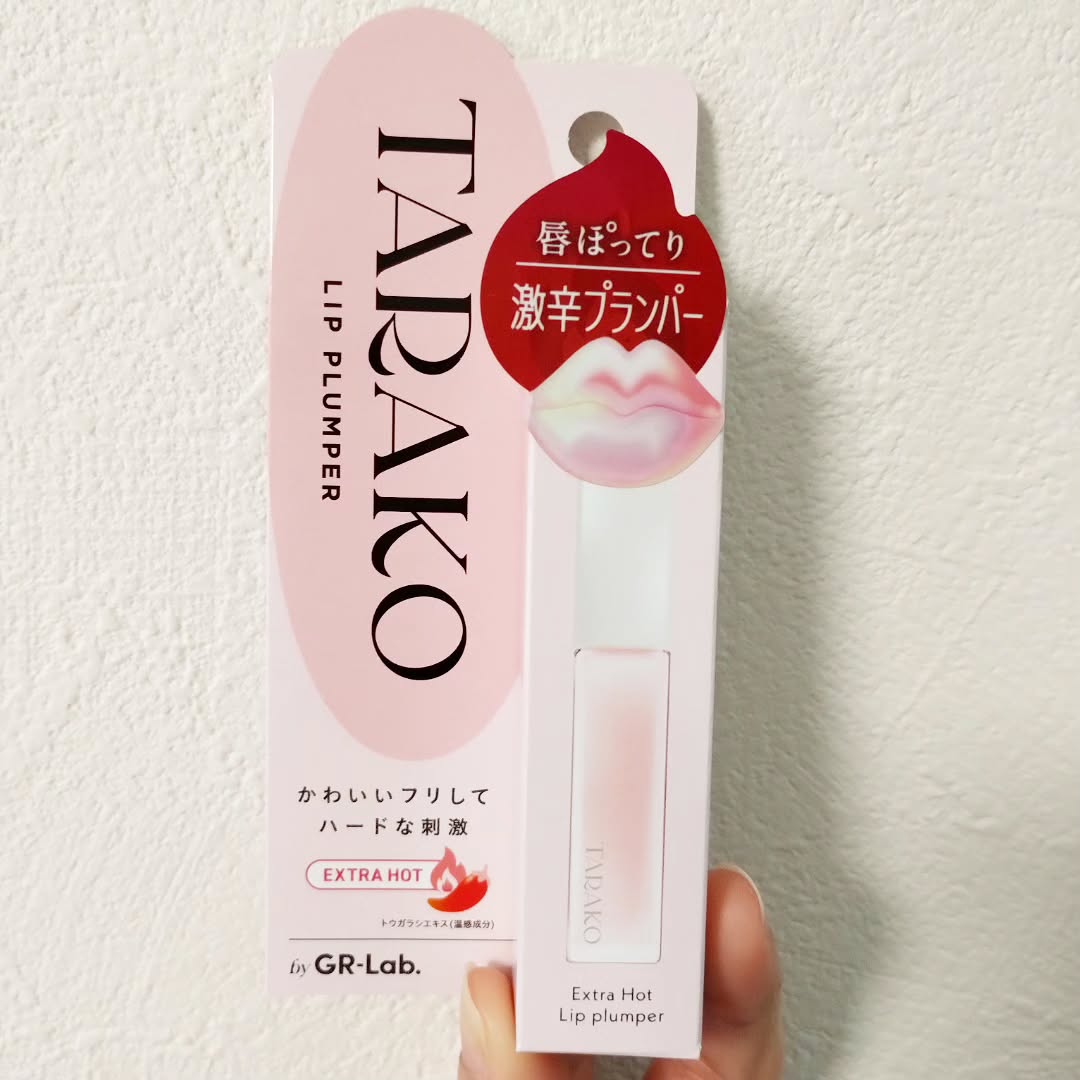 TARAKO
LIP PLUMPER
かわいいフリして
ハードな刺激
EXTRA HOT
トウガラシエキス(温感成分)
by GR-Lab.
唇ぽってり
激辛プランパー
TARAKO
Extra Hot
Lip plumper